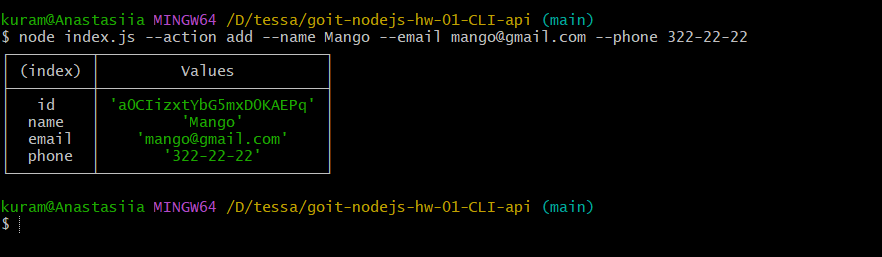 kuram@Anastasiia MINGW64 /D/tessa/goit-nodejs-hw-01-CLI-api (main)
$ node index.js --action add --name Mango --email mango@gmail.com --phone 322-22-22
(index) Values
id 'aOCIizxtYbG5mxDOKAEPq'
name 'Mango'
email 'mango@gmail.com'
phone '322-22-22'
kuram@Anastasiia MINGW64 /D/tessa/goit-nodejs-hw-01-CLI-api (main)
$